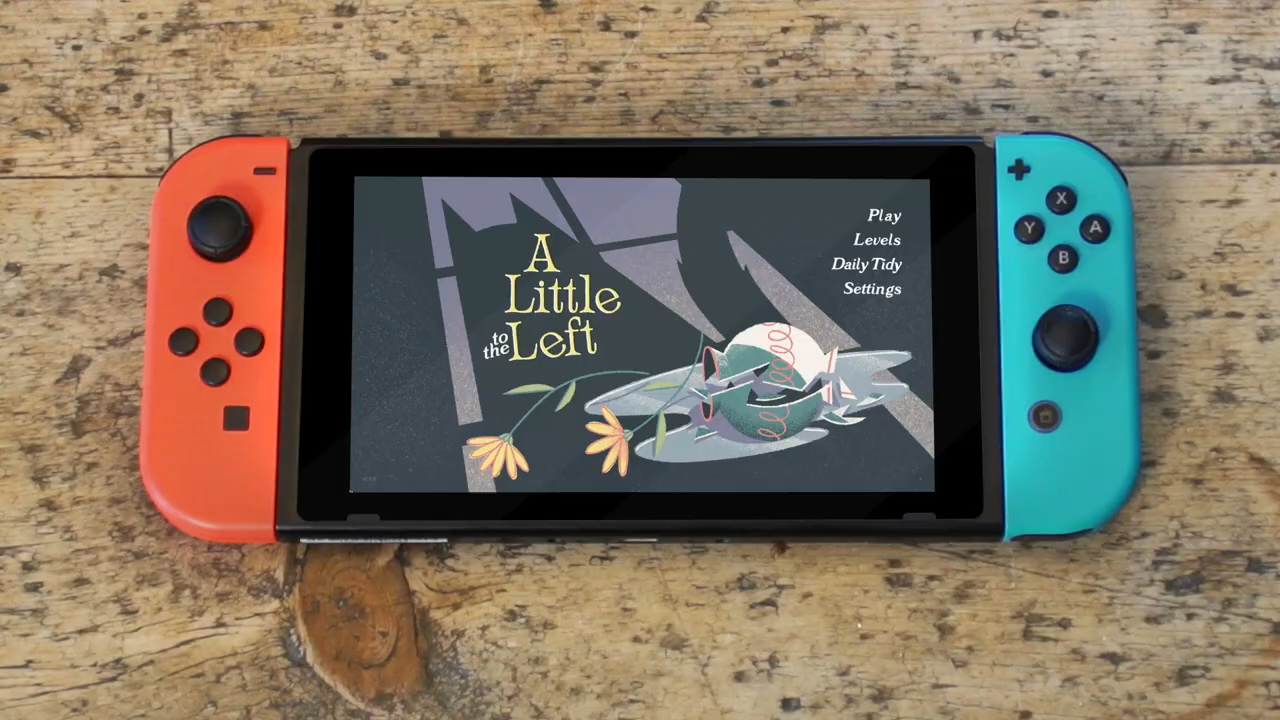 A
Little
to the Left
Play
Levels
Daily Tidy
Settings
X
Y
A
B